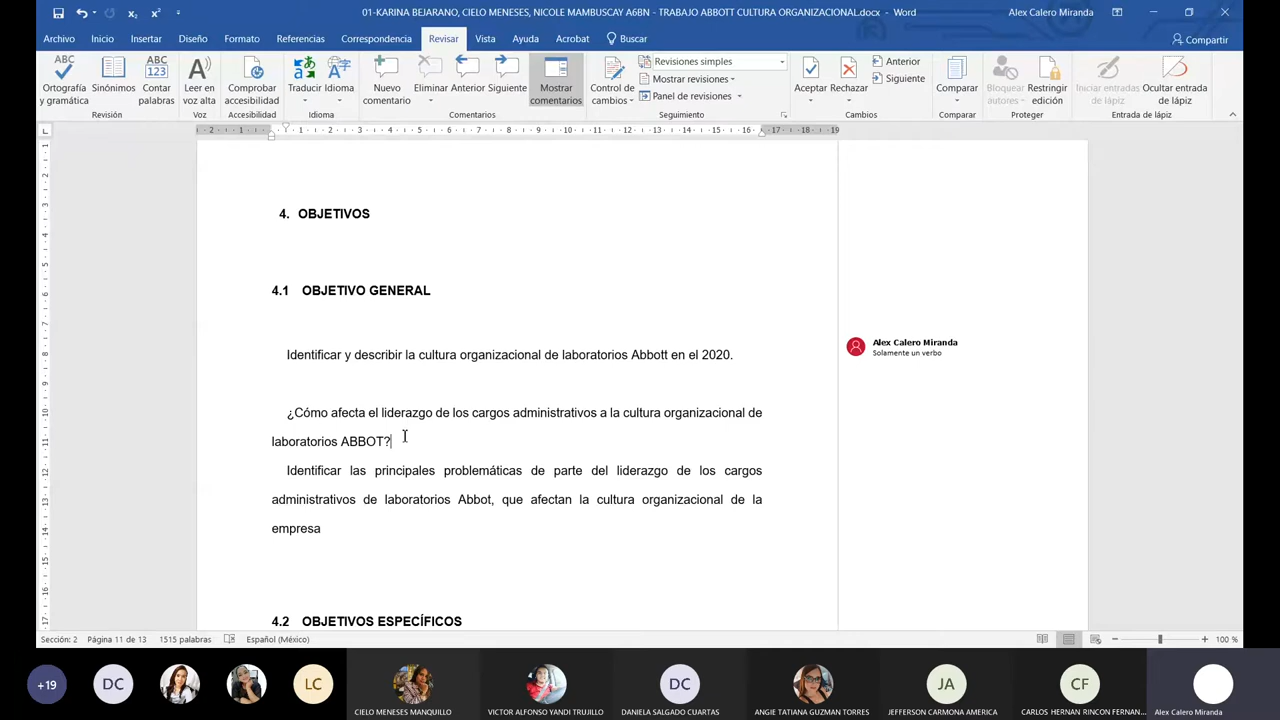 01-KARINA BEJARANO, CIELO MENESES, NICOLE MAMBUSCAY A6BN - TRABAJO ABBOTT CULTURA ORGANIZACIONAL.docx - Word
Alex Calero Miranda
Archivo Inicio Insertar Diseño Formato Referencias Correspondencia Revisar Vista Ayuda Acrobat Buscar
Compartir
Ortografía y gramática
Sinónimos
Contar palabras
Revisión
Leer en voz alta
Voz
Comprobar accesibilidad
Accesibilidad
Traducir
Idioma
Idioma
Nuevo comentario
Eliminar
Anterior
Siguiente
Mostrar comentarios
Comentarios
Control de cambios
Revisiones simples
Mostrar revisiones
Panel de revisiones
Seguimiento
Aceptar
Rechazar
Anterior
Siguiente
Cambios
Comparar
Comparar
Bloquear autores
Restringir edición
Proteger
Iniciar entradas de lápiz
Ocultar entrada de lápiz
Entrada de lápiz
4. OBJETIVOS
4.1 OBJETIVO GENERAL
Identificar y describir la cultura organizacional de laboratorios Abbott en el 2020.
Alex Calero Miranda
Solamente un verbo
¿Cómo afecta el liderazgo de los cargos administrativos a la cultura organizacional de
laboratorios ABBOT?
Identificar las principales problemáticas de parte del liderazgo de los cargos
administrativos de laboratorios Abbot, que afectan la cultura organizacional de la
empresa
4.2 OBJETIVOS ESPECÍFICOS
Sección: 2 Página 11 de 13 1515 palabras Español (México)
100 %
+19
DC
LC
CIELO MENESES MANQUILLO
VICTOR ALFONSO YANDI TRUJILLO
DC
DANIELA SALGADO CUARTAS
ANGIE TATIANA GUZMAN TORRES
JA
JEFFERSON CARMONA AMERICA
CF
CARLOS HERNAN RINCON FERNAN...
Alex Calero Miranda